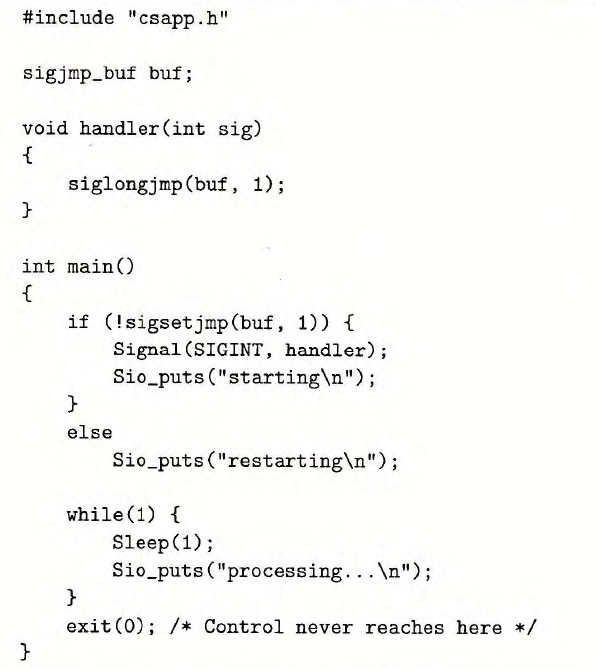 #include "csapp.h"
sigjmp_buf buf;
void handler(int sig)
{
siglongjmp(buf, 1);
}
int main()
{
if (!sigsetjmp(buf, 1)) {
Signal(SIGINT, handler);
Sio_puts("starting\n");
}
else
Sio_puts("restarting\n");
while(1) {
Sleep(1);
Sio_puts("processing...\n");
}
exit(0); /* Control never reaches here */
}